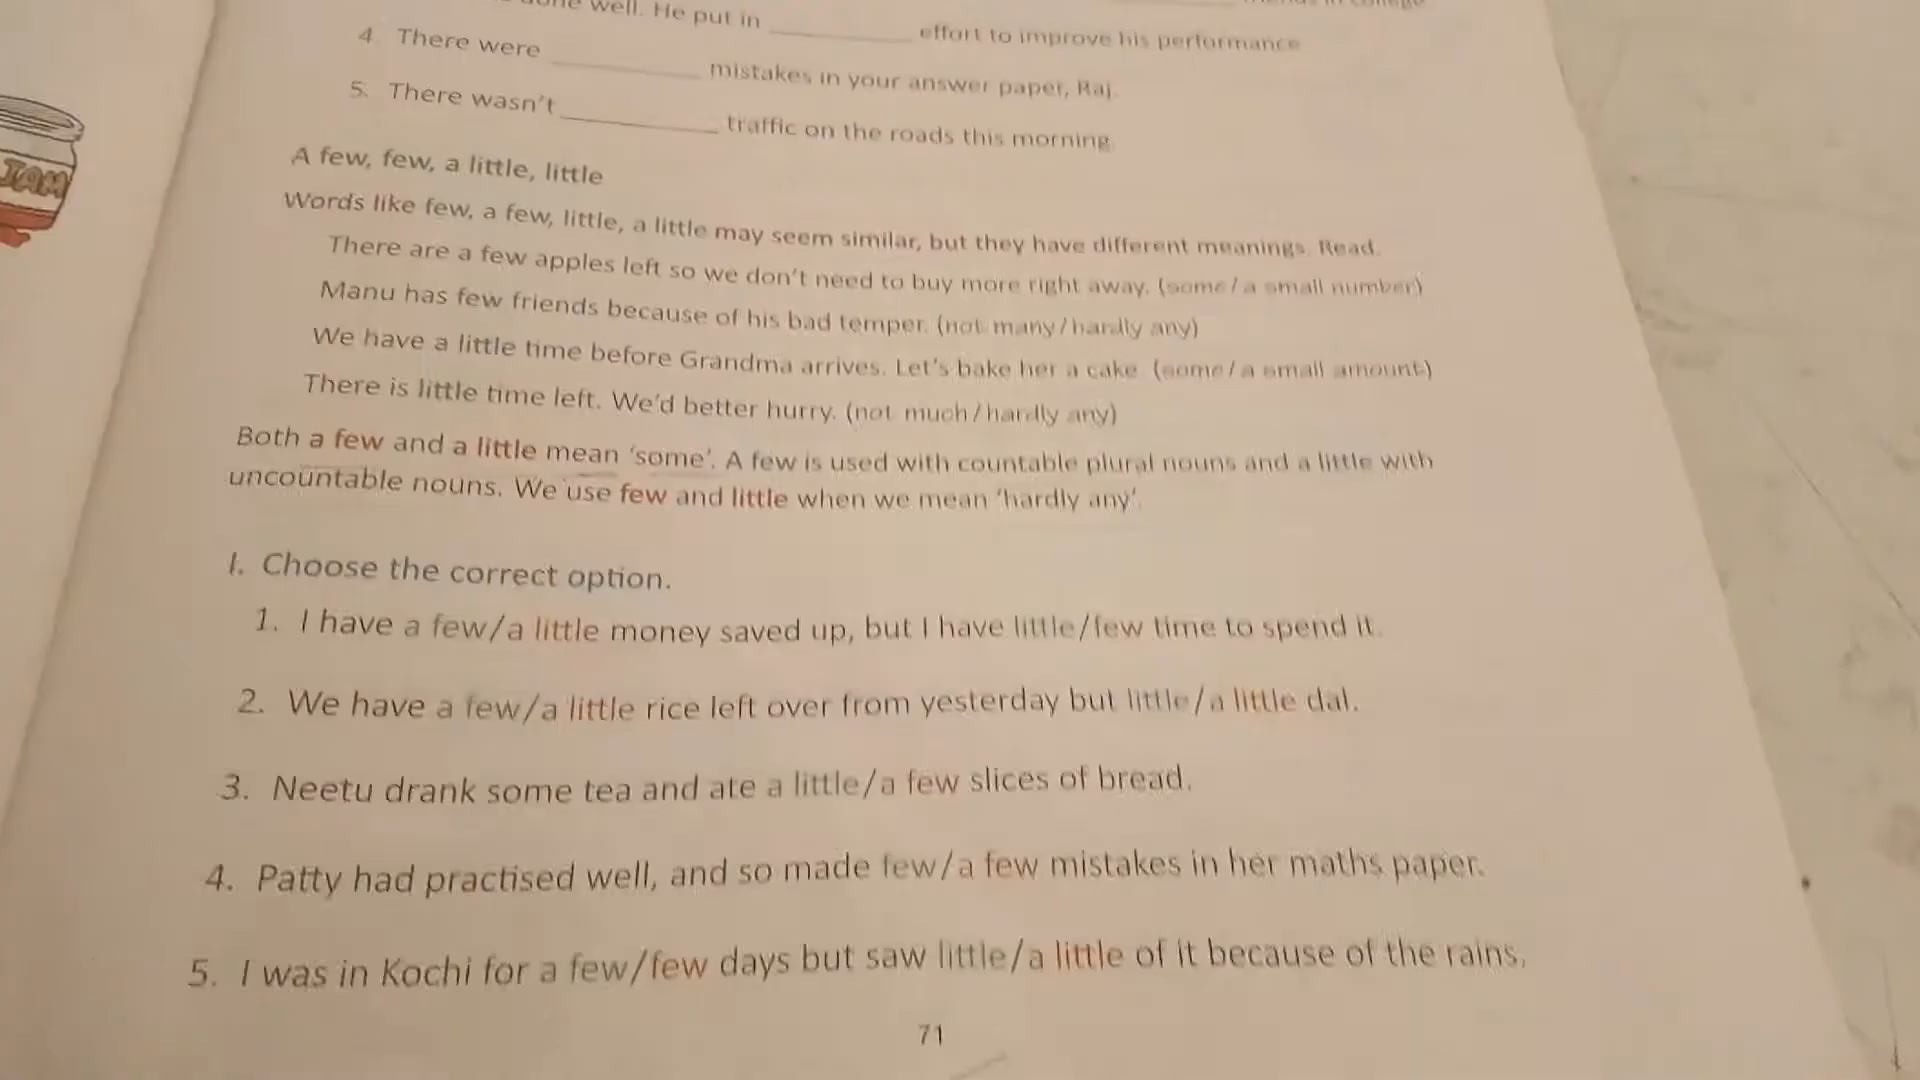 well. He put in ________ effort to improve his performance
4. There were ________ mistakes in your answer paper, Raj.
5. There wasn't ________ traffic on the roads this morning.
JAM
A few, few, a little, little
Words like few, a few, little, a little may seem similar, but they have different meanings. Read.
There are a few apples left so we don't need to buy more right away. (some/a small number)
Manu has few friends because of his bad temper. (not many/hardly any)
We have a little time before Grandma arrives. Let's bake her a cake. (some/a small amount)
There is little time left. We'd better hurry. (not much/hardly any)
Both a few and a little mean 'some'. A few is used with countable plural nouns and a little with
uncountable nouns. We use few and little when we mean 'hardly any'.
I. Choose the correct option.
1. I have a few/a little money saved up, but I have little/few time to spend it.
2. We have a few/a little rice left over from yesterday but little/a little dal.
3. Neetu drank some tea and ate a little/a few slices of bread.
4. Patty had practised well, and so made few/a few mistakes in her maths paper.
5. I was in Kochi for a few/few days but saw little/a little of it because of the rains.
71